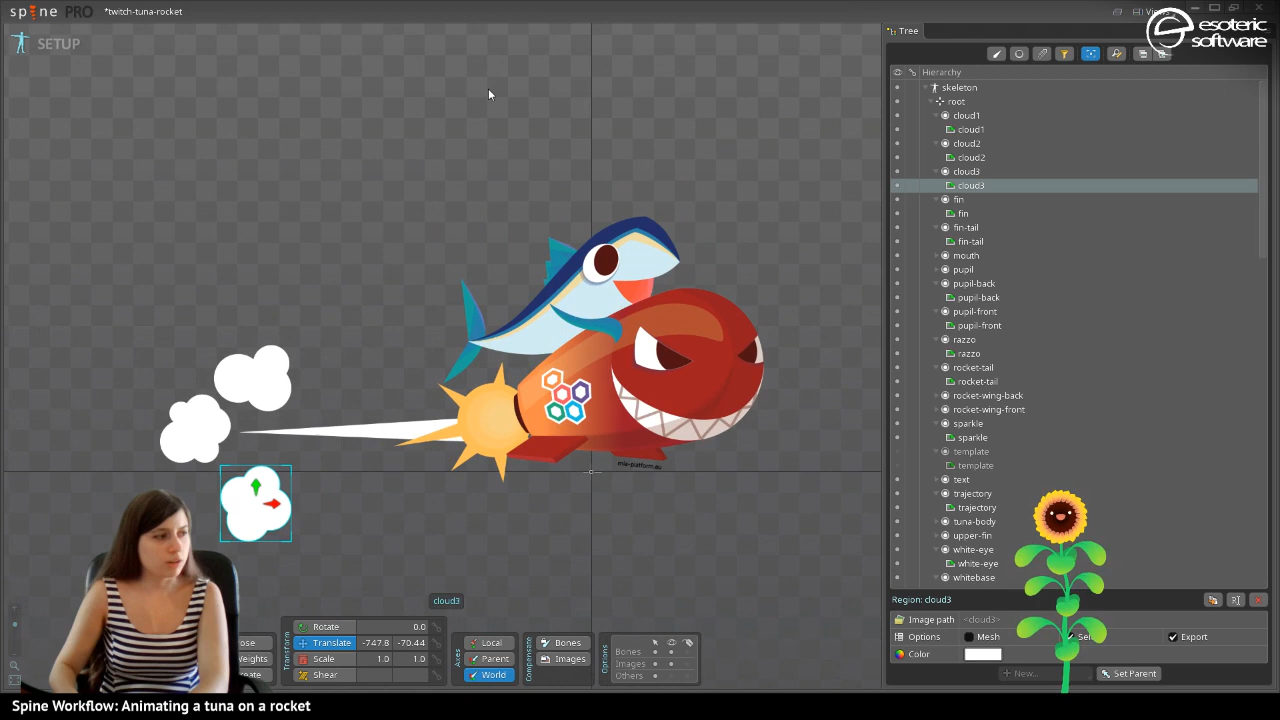 spine PRO *twitch-tuna-rocket
Views
SETUP
esoteric
software
Tree
Hierarchy
skeleton
root
cloud1
cloud1
cloud2
cloud2
cloud3
cloud3
fin
fin
fin-tail
fin-tail
mouth
pupil
pupil-back
pupil-back
pupil-front
pupil-front
razzo
razzo
rocket-tail
rocket-tail
rocket-wing-back
rocket-wing-front
sparkle
sparkle
template
template
text
trajectory
trajectory
tuna-body
upper-fin
white-eye
white-eye
whitebase
mia-platform.eu
cloud3
Transform
Rotate 0.0
Translate -747.8 -70.44
Scale 1.0 1.0
Shear
Axes
Local
Parent
World
Compensate
Bones
Images
Options
Bones
Images
Others
Region: cloud3
Image path <cloud3>
Options Mesh Export
Color
New...
Set Parent
Spine Workflow: Animating a tuna on a rocket